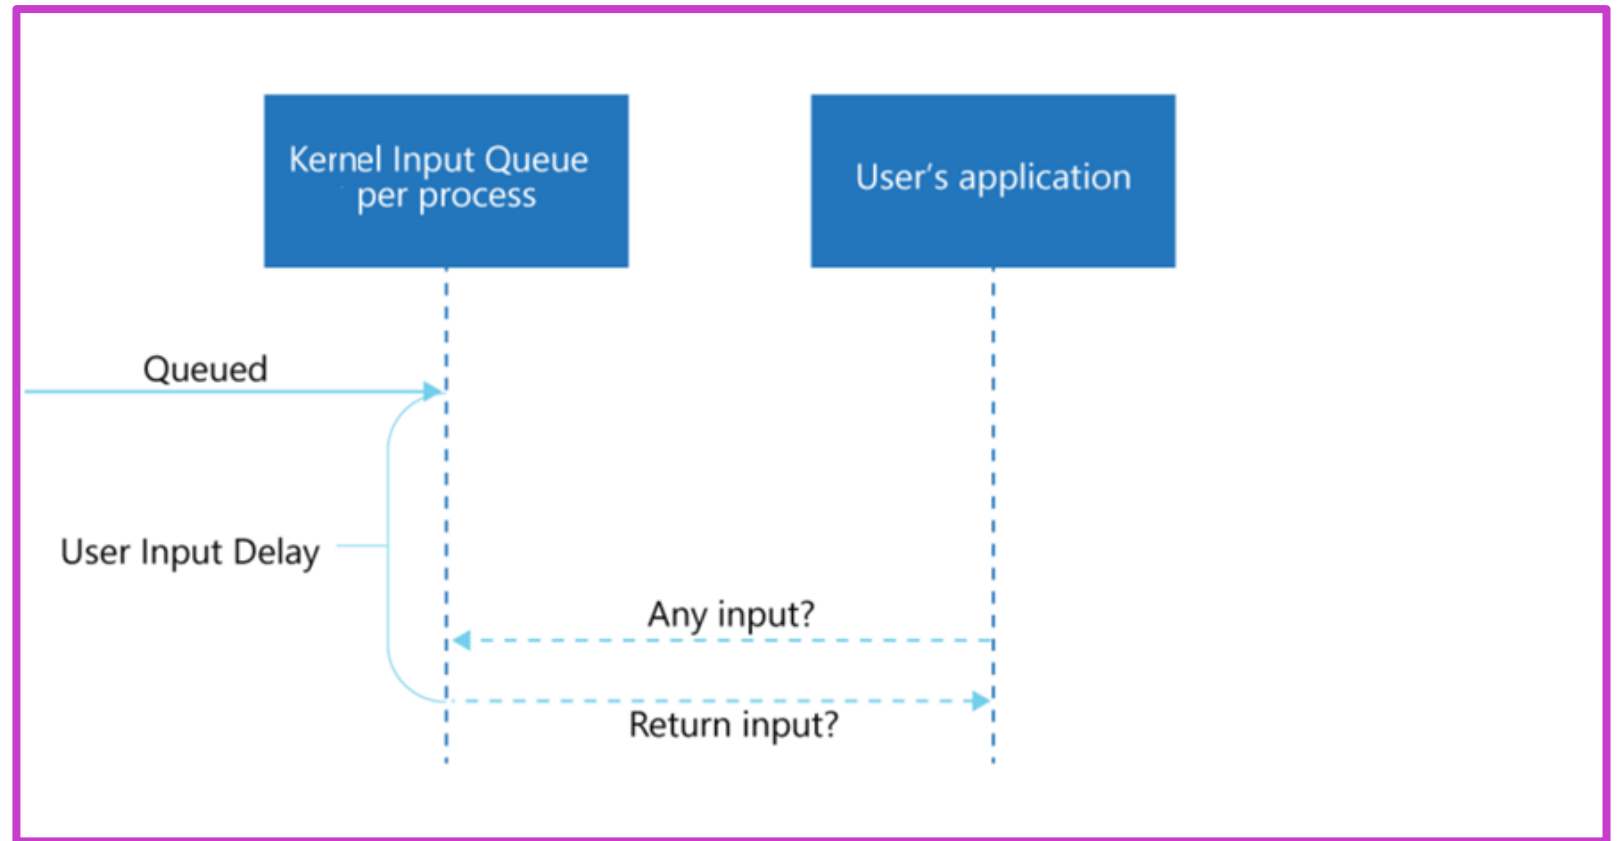 Kernel Input Queue
per process
User's application
Queued
User Input Delay
Any input?
Return input?